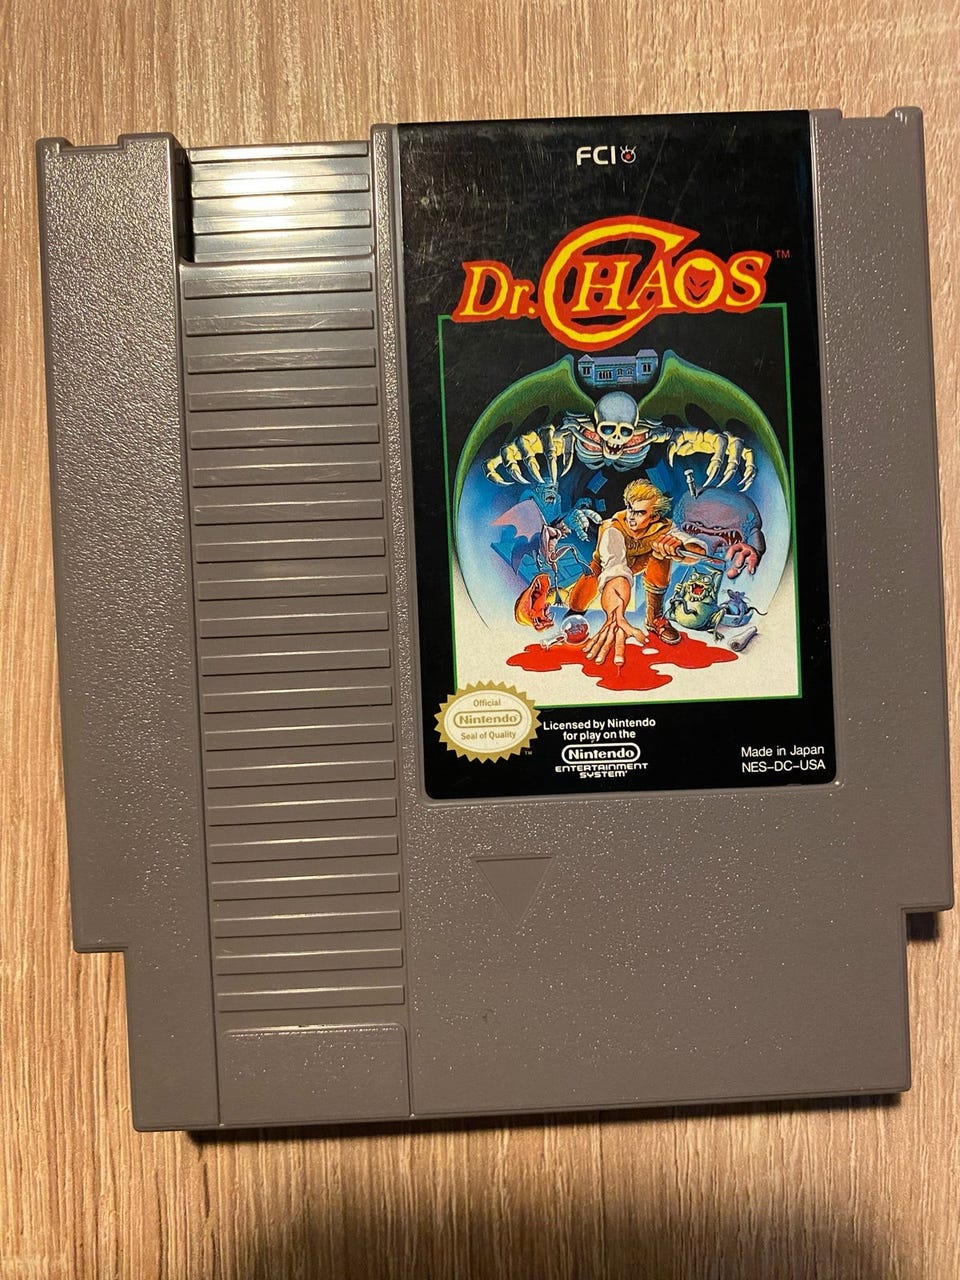 FCI
Dr. CHAOS™
Official
Nintendo®
Seal of Quality
™
Licensed by Nintendo
for play on the
Nintendo
ENTERTAINMENT
SYSTEM®
Made in Japan
NES-DC-USA